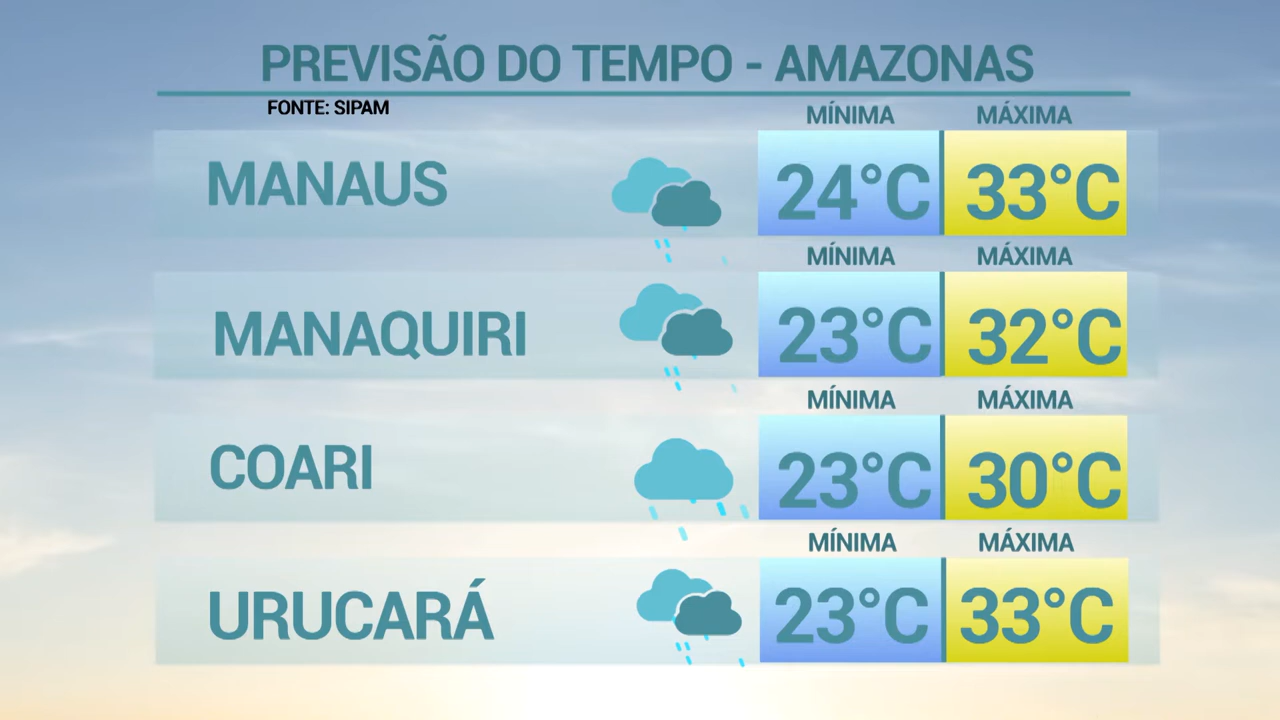 PREVISÃO DO TEMPO - AMAZONAS
FONTE: SIPAM
MÍNIMA MÁXIMA
MANAUS 24°C 33°C
MÍNIMA MÁXIMA
MANAQUIRI 23°C 32°C
MÍNIMA MÁXIMA
COARI 23°C 30°C
MÍNIMA MÁXIMA
URUCARÁ 23°C 33°C